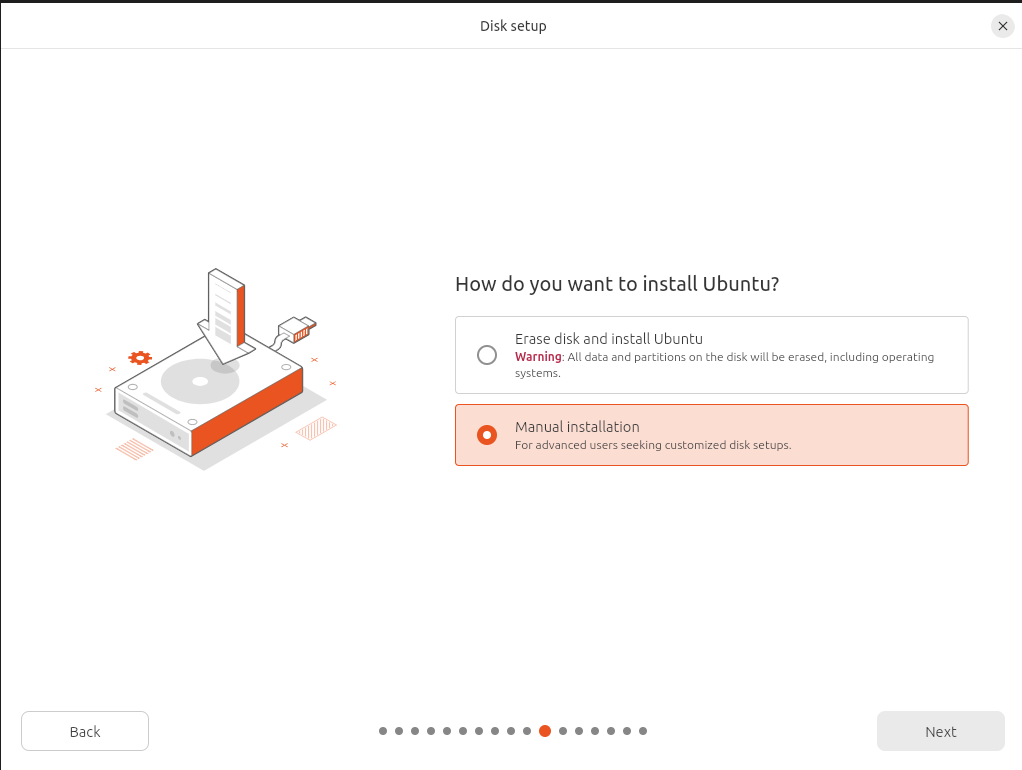 Disk setup
How do you want to install Ubuntu?
Erase disk and install Ubuntu
Warning: All data and partitions on the disk will be erased, including operating
systems.
Manual installation
For advanced users seeking customized disk setups.
Back
Next